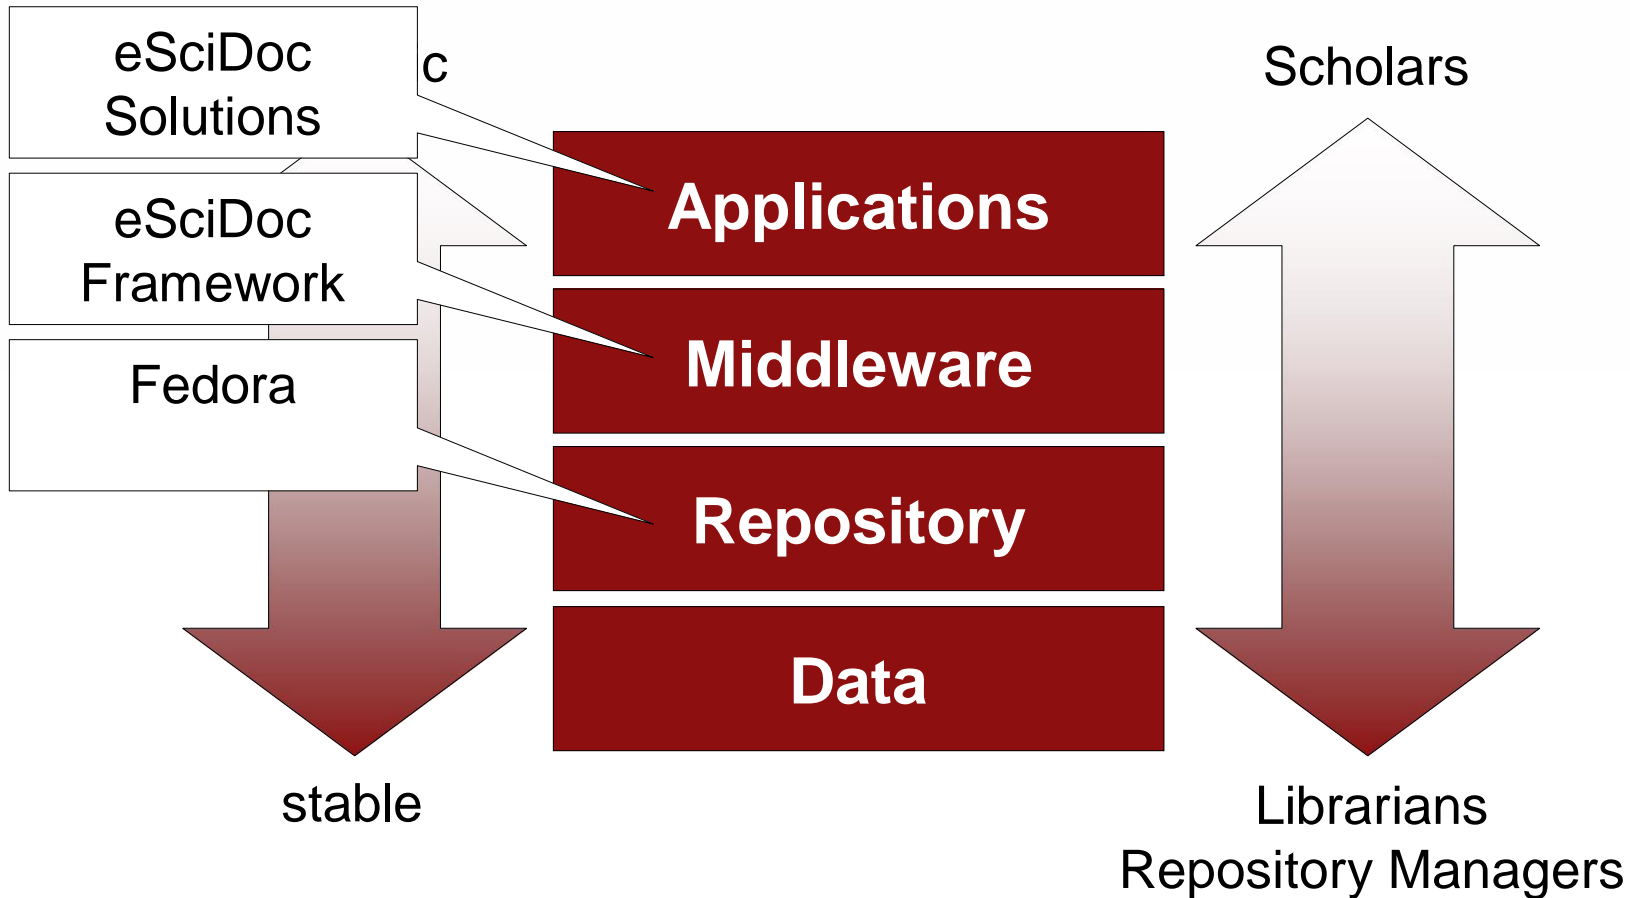 eSciDoc
Solutions
c
Scholars
Applications
eSciDoc
Framework
Middleware
Fedora
Repository
Data
stable
Librarians
Repository Managers